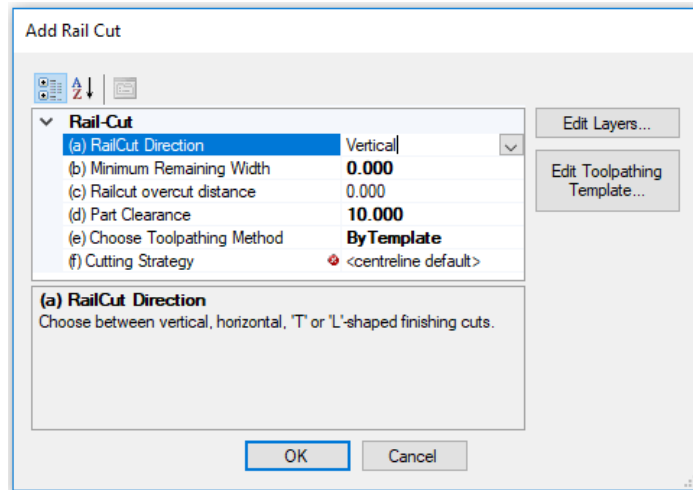 Add Rail Cut
A
Z
Rail-Cut
(a) RailCut Direction Vertical
(b) Minimum Remaining Width 0.000
(c) Railcut overcut distance 0.000
(d) Part Clearance 10.000
(e) Choose Toolpathing Method ByTemplate
(f) Cutting Strategy <centreline default>
Edit Layers...
Edit Toolpathing
Template...
(a) RailCut Direction
Choose between vertical, horizontal, 'T' or 'L'-shaped finishing cuts.
OK Cancel